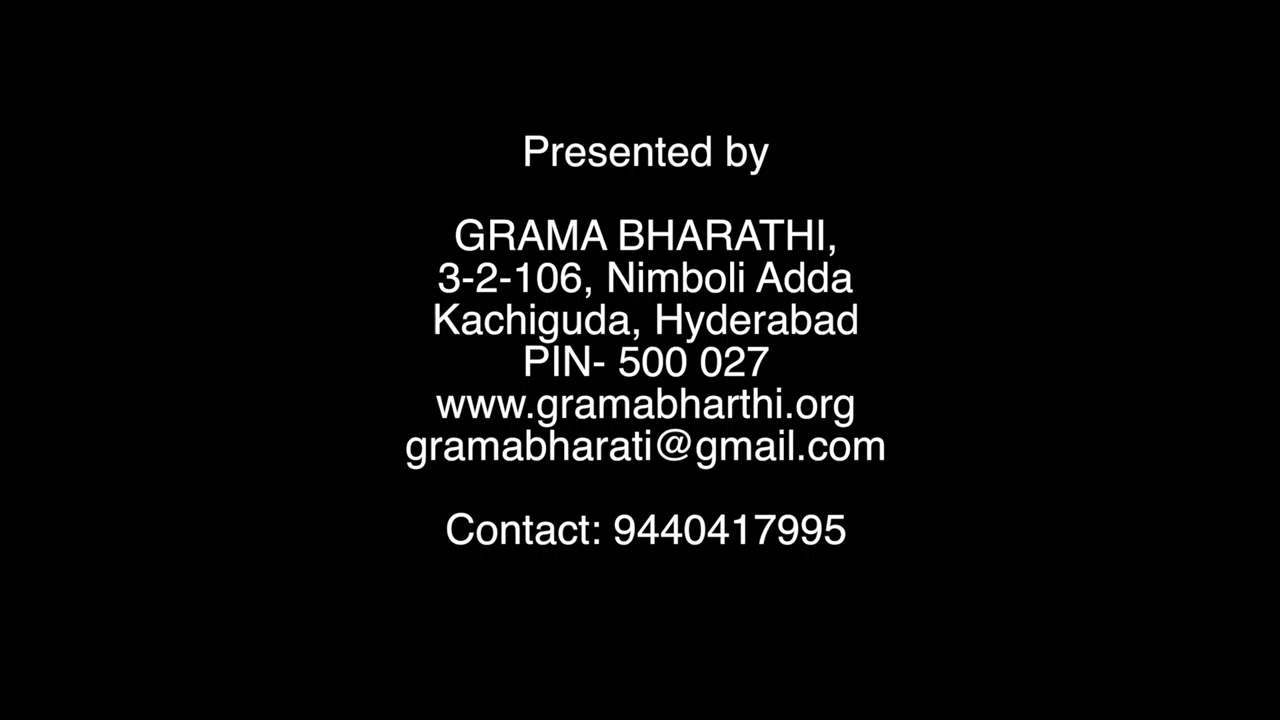 Presented by
GRAMA BHARATHI,
3-2-106, Nimboli Adda
Kachiguda, Hyderabad
PIN- 500 027
www.gramabharthi.org
gramabharati@gmail.com
Contact: 9440417995